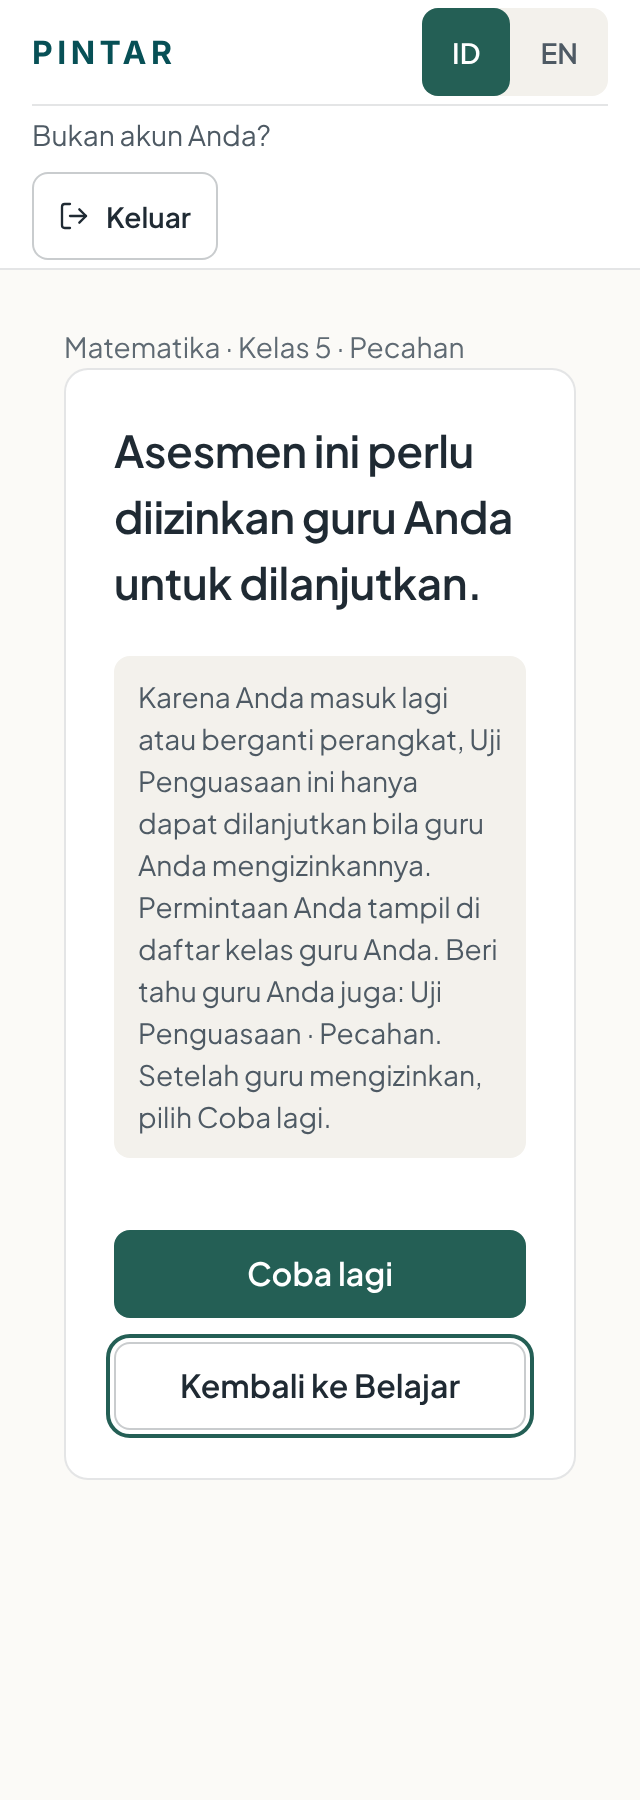 PINTAR
ID
EN
Bukan akun Anda?
Keluar
Matematika · Kelas 5 · Pecahan
Asesmen ini perlu
diizinkan guru Anda
untuk dilanjutkan.
Karena Anda masuk lagi
atau berganti perangkat, Uji
Penguasaan ini hanya
dapat dilanjutkan bila guru
Anda mengizinkannya.
Permintaan Anda tampil di
daftar kelas guru Anda. Beri
tahu guru Anda juga: Uji
Penguasaan · Pecahan.
Setelah guru mengizinkan,
pilih Coba lagi.
Coba lagi
Kembali ke Belajar